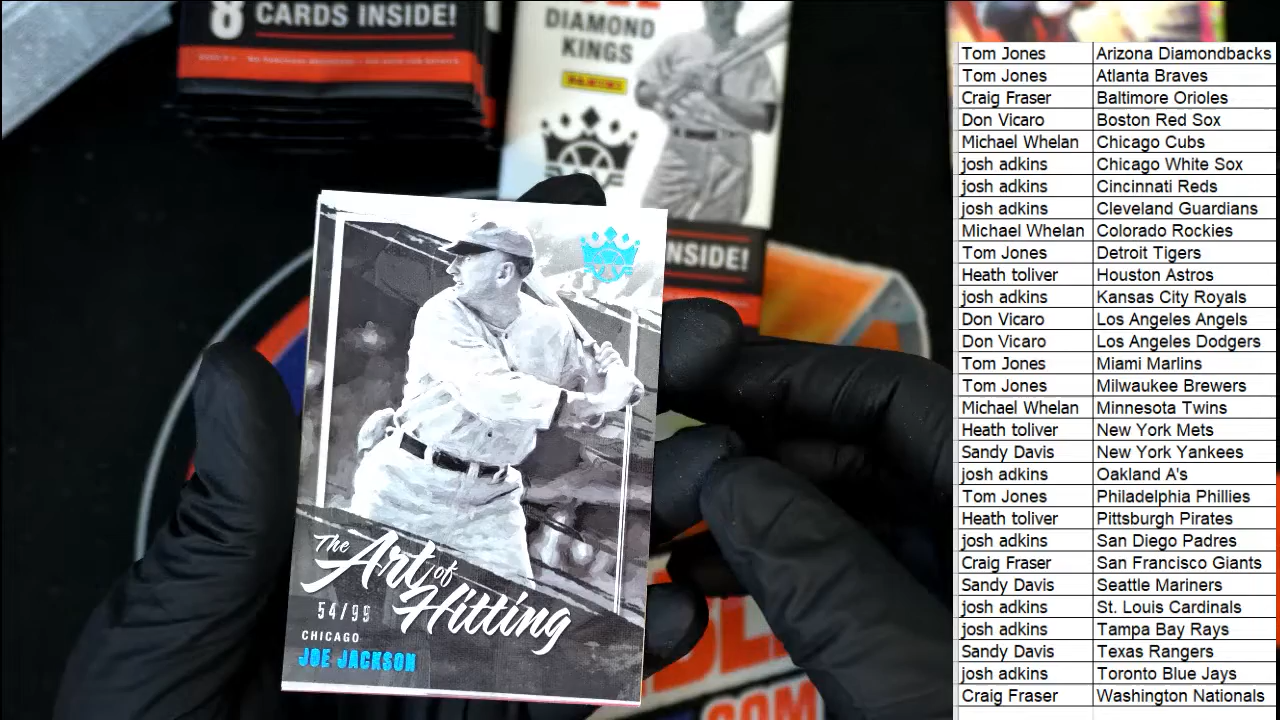 8
CARDS INSIDE!
DIAMOND
KINGS
PANINI
INSIDE!
The Art of
Hitting
54/99
CHICAGO
JOE JACKSON
COM
Tom Jones Arizona Diamondbacks
Tom Jones Atlanta Braves
Craig Fraser Baltimore Orioles
Don Vicaro Boston Red Sox
Michael Whelan Chicago Cubs
josh adkins Chicago White Sox
josh adkins Cincinnati Reds
josh adkins Cleveland Guardians
Michael Whelan Colorado Rockies
Tom Jones Detroit Tigers
Heath toliver Houston Astros
josh adkins Kansas City Royals
Don Vicaro Los Angeles Angels
Don Vicaro Los Angeles Dodgers
Tom Jones Miami Marlins
Tom Jones Milwaukee Brewers
Michael Whelan Minnesota Twins
Heath toliver New York Mets
Sandy Davis New York Yankees
josh adkins Oakland A's
Tom Jones Philadelphia Phillies
Heath toliver Pittsburgh Pirates
josh adkins San Diego Padres
Craig Fraser San Francisco Giants
Sandy Davis Seattle Mariners
josh adkins St. Louis Cardinals
josh adkins Tampa Bay Rays
Sandy Davis Texas Rangers
josh adkins Toronto Blue Jays
Craig Fraser Washington Nationals